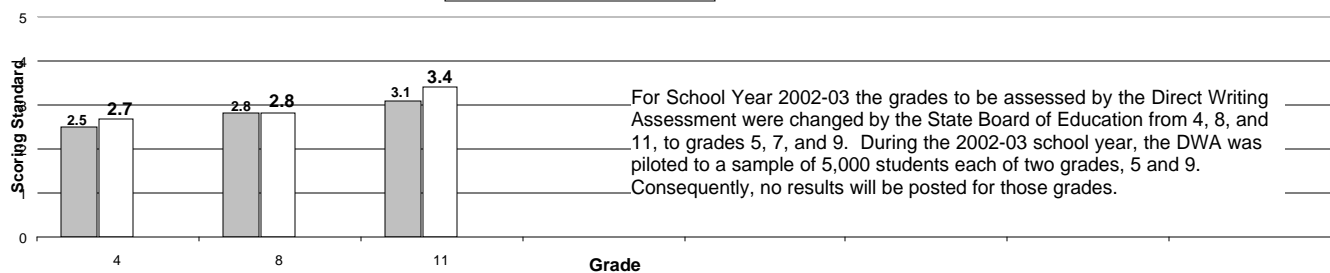 5
4
3
2
1
0
Scoring Standard
2.5
2.7
2.8
2.8
3.1
3.4
For School Year 2002-03 the grades to be assessed by the Direct Writing
Assessment were changed by the State Board of Education from 4, 8, and
11, to grades 5, 7, and 9. During the 2002-03 school year, the DWA was
piloted to a sample of 5,000 students each of two grades, 5 and 9.
Consequently, no results will be posted for those grades.
4
8
11
Grade